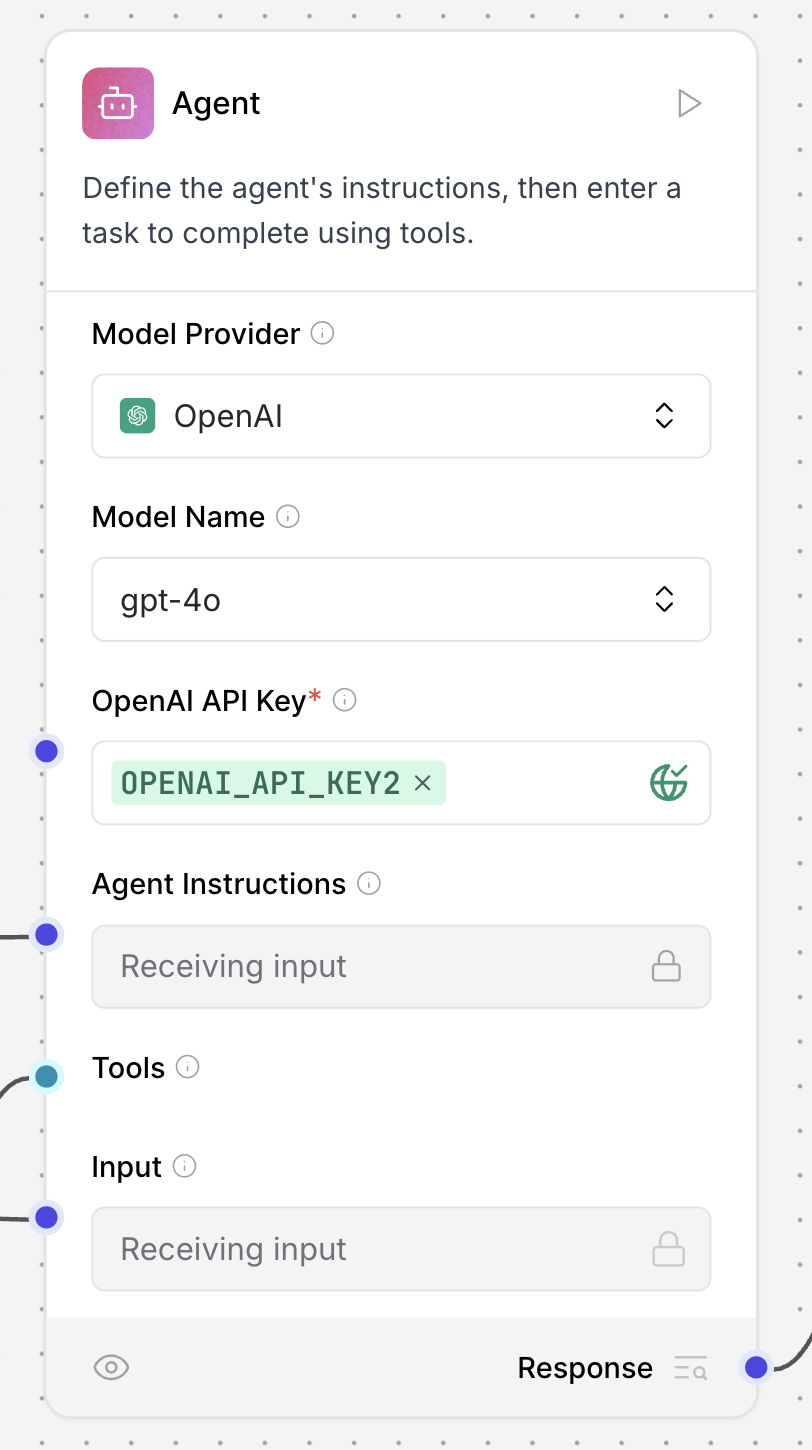 Agent
Define the agent's instructions, then enter a
task to complete using tools.
Model Provider
OpenAI
Model Name
gpt-4o
OpenAI API Key*
OPENAI_API_KEY2 ×
Agent Instructions
Receiving input
Tools
Input
Receiving input
Response